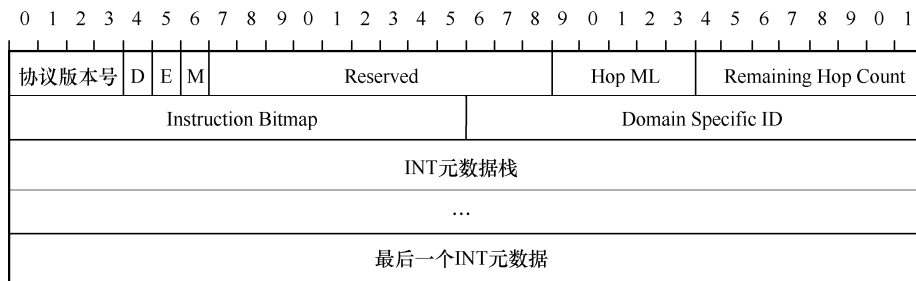 0 1 2 3 4 5 6 7 8 9 0 1 2 3 4 5 6 7 8 9 0 1 2 3 4 5 6 7 8 9 0 1
协议版本号 D E M Reserved Hop ML Remaining Hop Count
Instruction Bitmap Domain Specific ID
INT元数据栈
...
最后一个INT元数据